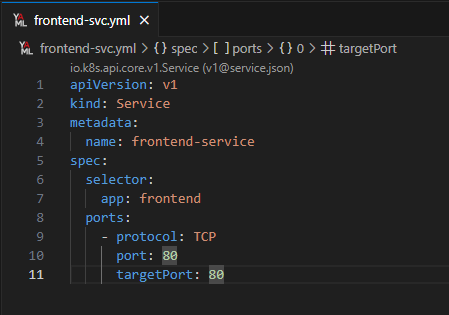 YAML frontend-svc.yml ×
YAML frontend-svc.yml > {} spec > [ ] ports > {} 0 > # targetPort
io.k8s.api.core.v1.Service (v1@service.json)
1 apiVersion: v1
2 kind: Service
3 metadata:
4   name: frontend-service
5 spec:
6   selector:
7     app: frontend
8   ports:
9     - protocol: TCP
10       port: 80
11       targetPort: 80